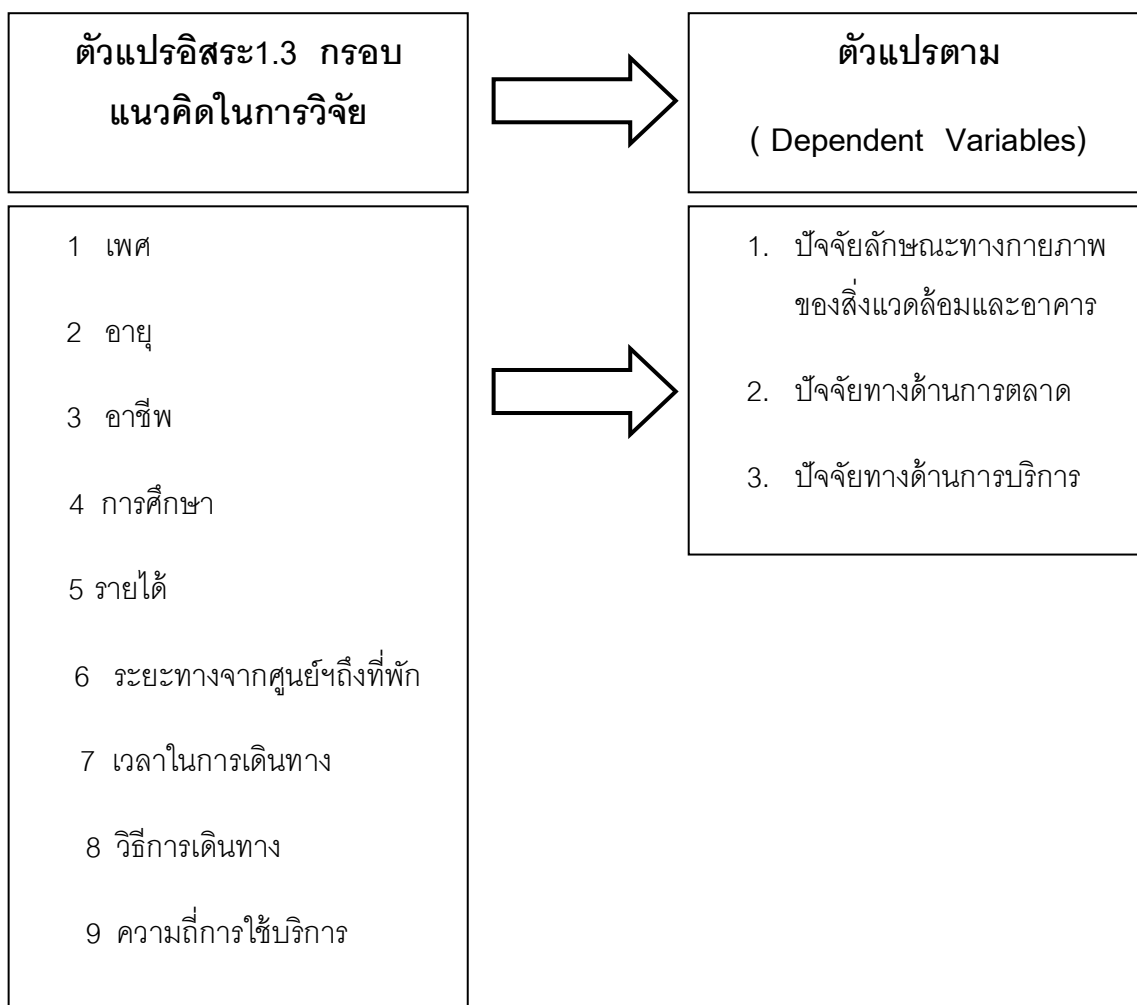 ตัวแปรอิสระ1.3 กรอบ
แนวคิดในการวิจัย
ตัวแปรตาม
( Dependent Variables)
1 เพศ
2 อายุ
3 อาชีพ
4 การศึกษา
5 รายได้
6 ระยะทางจากศูนย์ฯถึงที่พัก
7 เวลาในการเดินทาง
8 วิธีการเดินทาง
9 ความถี่การใช้บริการ
1. ปัจจัยลักษณะทางกายภาพ
ของสิ่งแวดล้อมและอาคาร
2. ปัจจัยทางด้านการตลาด
3. ปัจจัยทางด้านการบริการ